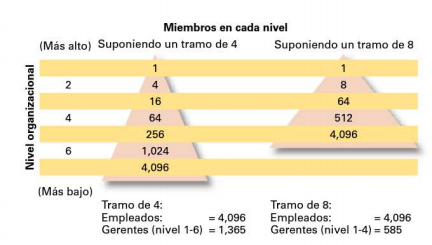 Miembros en cada nivel
(Más alto) Suponiendo un tramo de 4 Suponiendo un tramo de 8
Nivel organizacional
1 1
2 4 8
16 64
4 64 512
256 4,096
6 1,024
4,096
(Más bajo)
Tramo de 4: Tramo de 8:
Empleados: = 4,096 Empleados: = 4,096
Gerentes (nivel 1-6) = 1,365 Gerentes (nivel 1-4) = 585